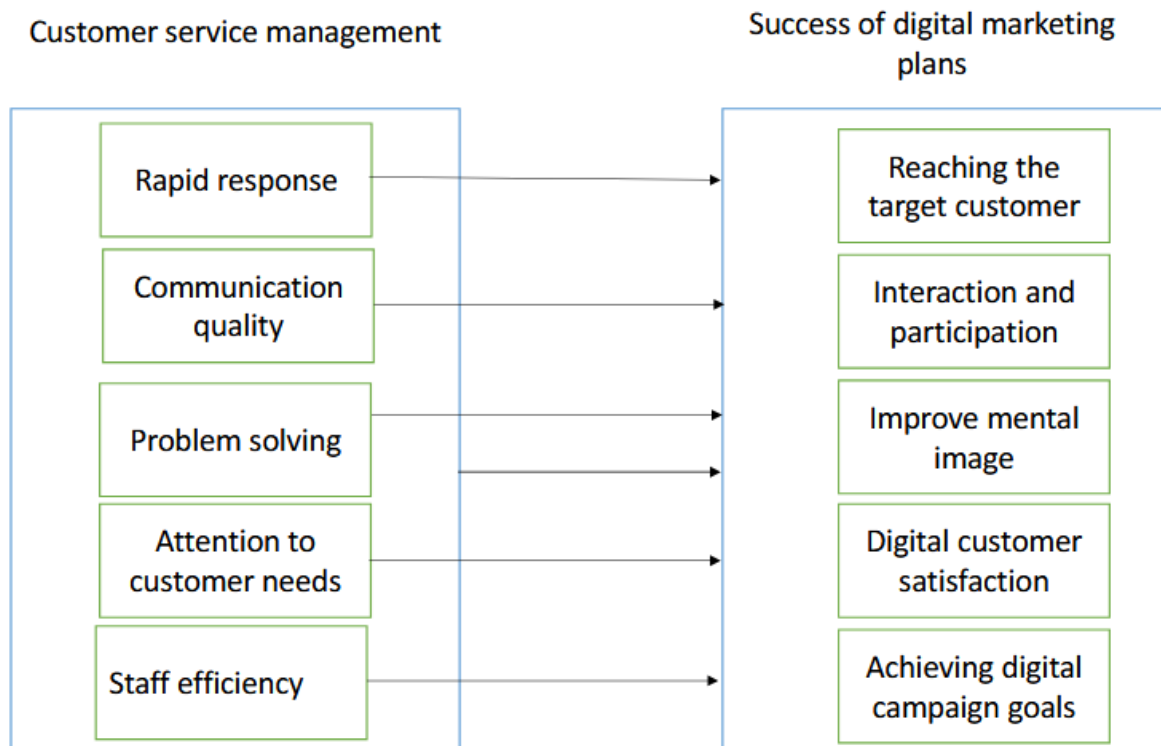 Customer service management
Success of digital marketing
plans
Rapid response
Communication
quality
Problem solving
Attention to
customer needs
Staff efficiency
Reaching the
target customer
Interaction and
participation
Improve mental
image
Digital customer
satisfaction
Achieving digital
campaign goals